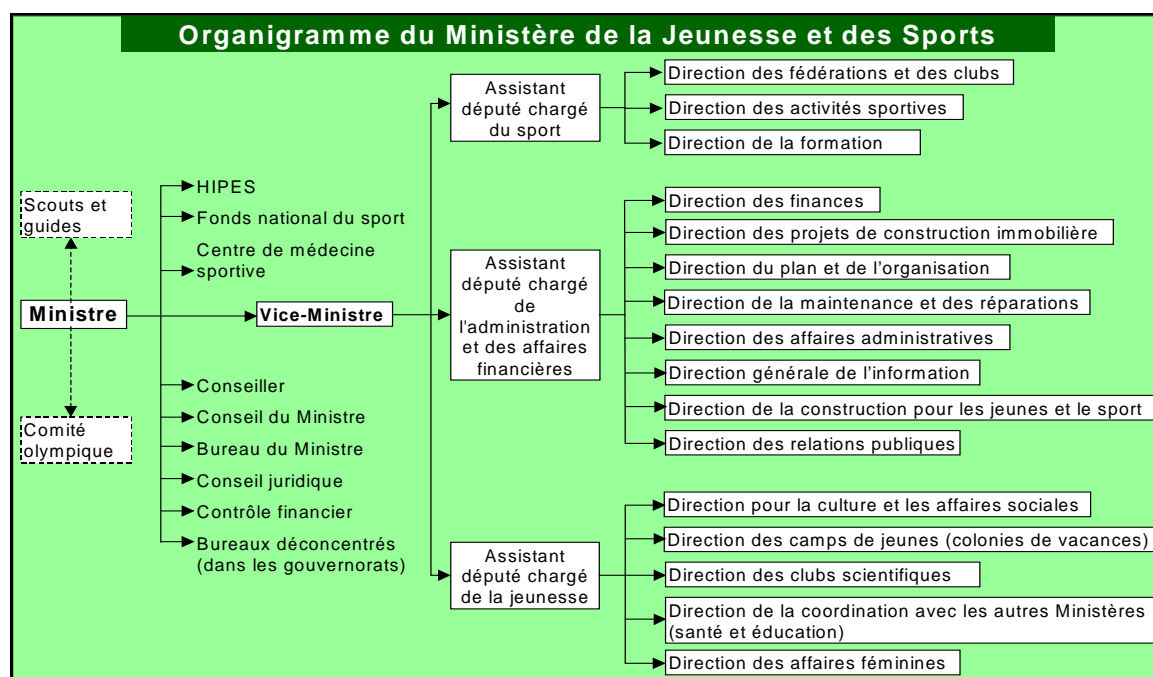 Organigramme du Ministère de la Jeunesse et des Sports
Scouts et
guides
Ministre
Comité
olympique
HIPES
Fonds national du sport
Centre de médecine
sportive
Vice-Ministre
Conseiller
Conseil du Ministre
Bureau du Ministre
Conseil juridique
Contrôle financier
Bureaux déconcentrés
(dans les gouvernorats)
Assistant
député chargé
du sport
Direction des fédérations et des clubs
Direction des activités sportives
Direction de la formation
Assistant
député chargé
de
l'administration
et des affaires
financières
Direction des finances
Direction des projets de construction immobilière
Direction du plan et de l’organisation
Direction de la maintenance et des réparations
Direction des affaires administratives
Direction générale de l’information
Direction de la construction pour les jeunes et le sport
Direction des relations publiques
Assistant
député chargé
de la jeunesse
Direction pour la culture et les affaires sociales
Direction des camps de jeunes (colonies de vacances)
Direction des clubs scientifiques
Direction de la coordination avec les autres Ministères
(santé et éducation)
Direction des affaires féminines